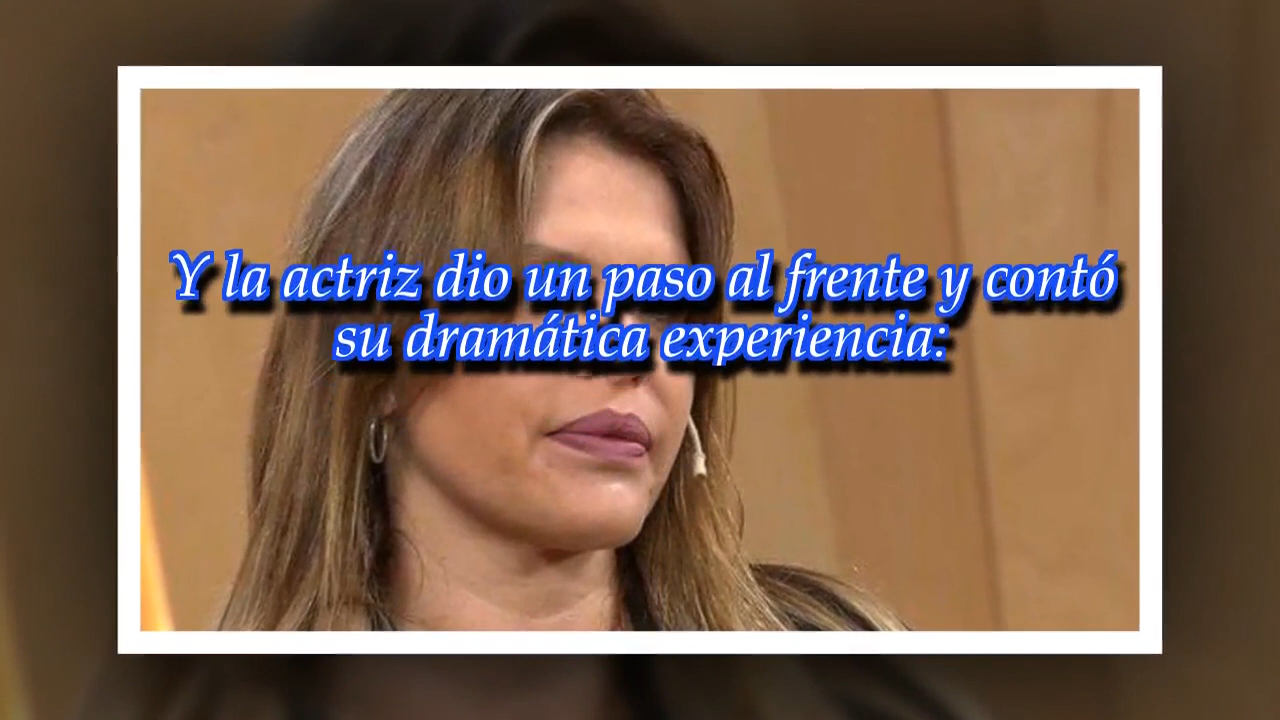 Y la actriz dio un paso al frente y contó
su dramática experiencia: